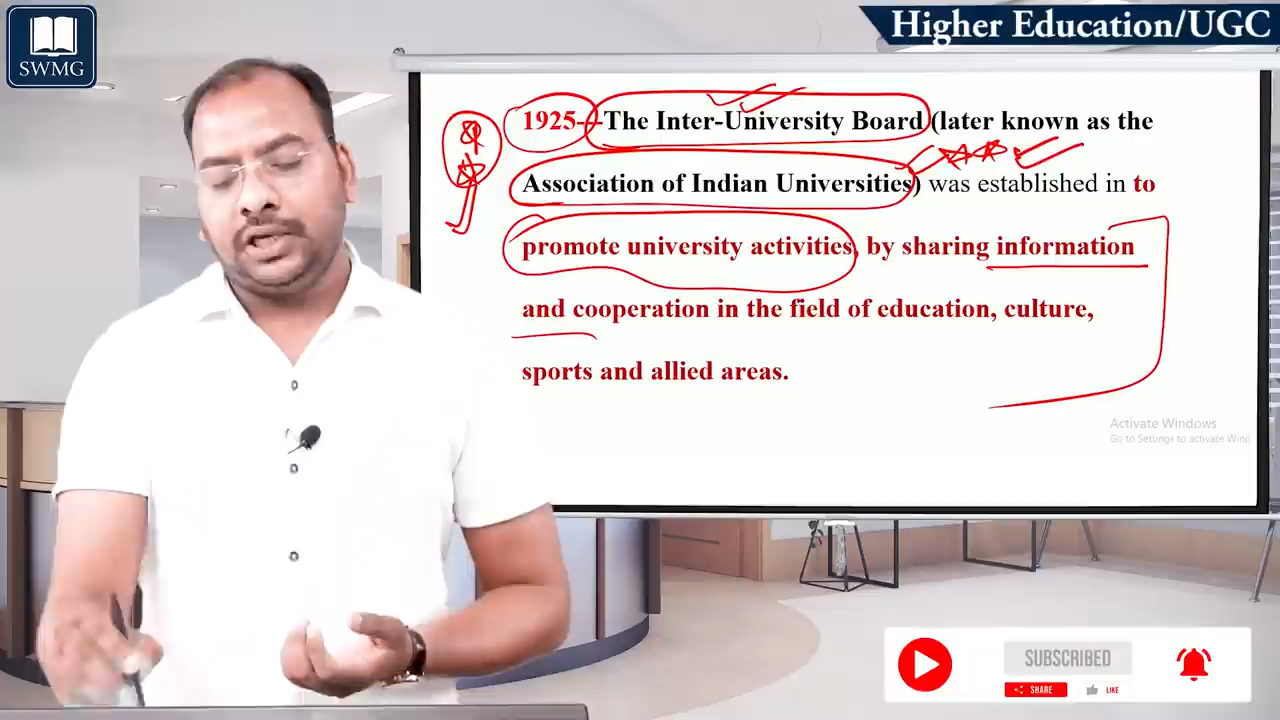 SWMG
Higher Education/UGC
1925--The Inter-University Board (later known as the
Association of Indian Universities) was established in to
promote university activities, by sharing information
and cooperation in the field of education, culture,
sports and allied areas.
Activate Windows
Go to Settings to activate Wind
SUBSCRIBED
SHARE
LIKE